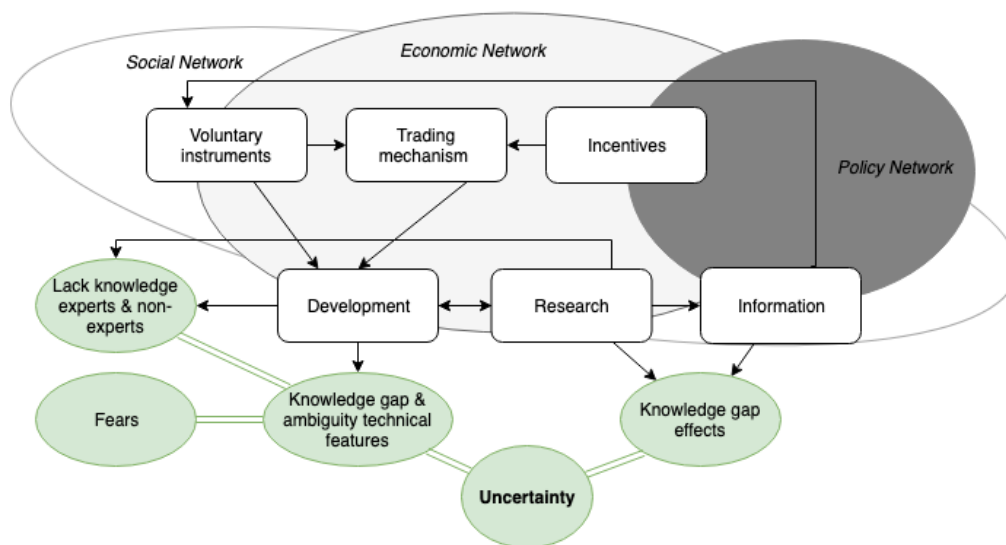 Economic Network
Social Network
Voluntary
instruments
Trading
mechanism
Incentives
Policy Network
Lack knowledge
experts & non-
experts
Development
Research
Information
Fears
Knowledge gap &
ambiguity technical
features
Knowledge gap
effects
Uncertainty